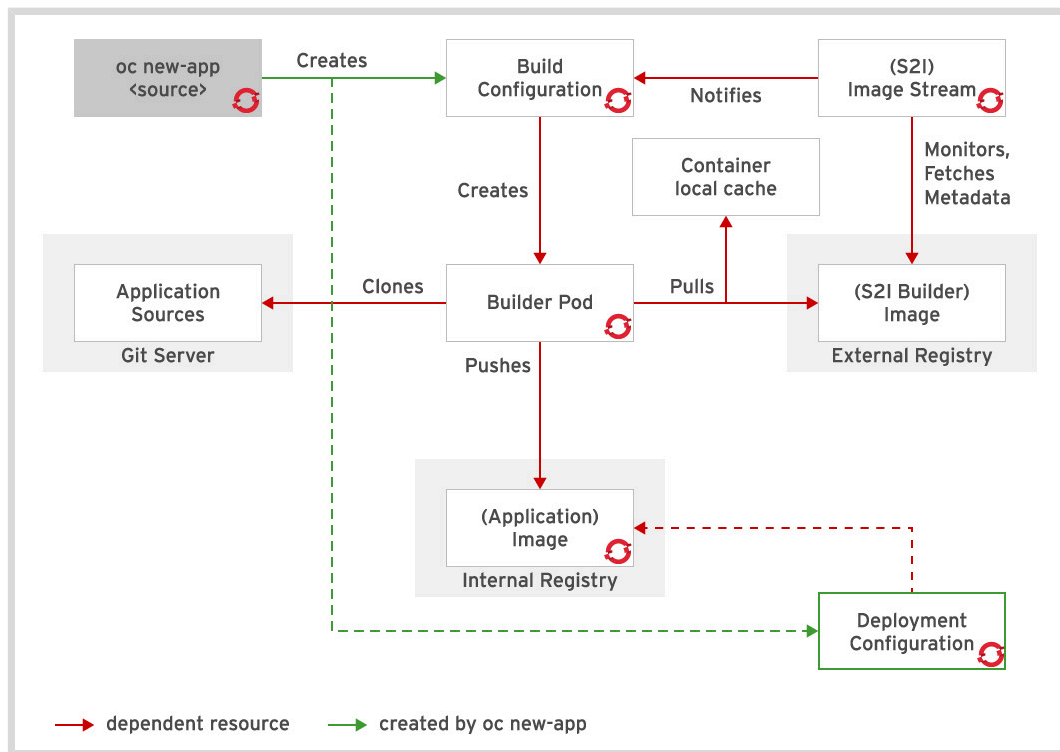 oc new-app
<source>
Creates
Build
Configuration
Notifies
(S2I)
Image Stream
Monitors,
Fetches
Metadata
Creates
Container
local cache
Application
Sources
Git Server
Clones
Builder Pod
Pulls
(S2I Builder)
Image
External Registry
Pushes
(Application)
Image
Internal Registry
Deployment
Configuration
dependent resource
created by oc new-app